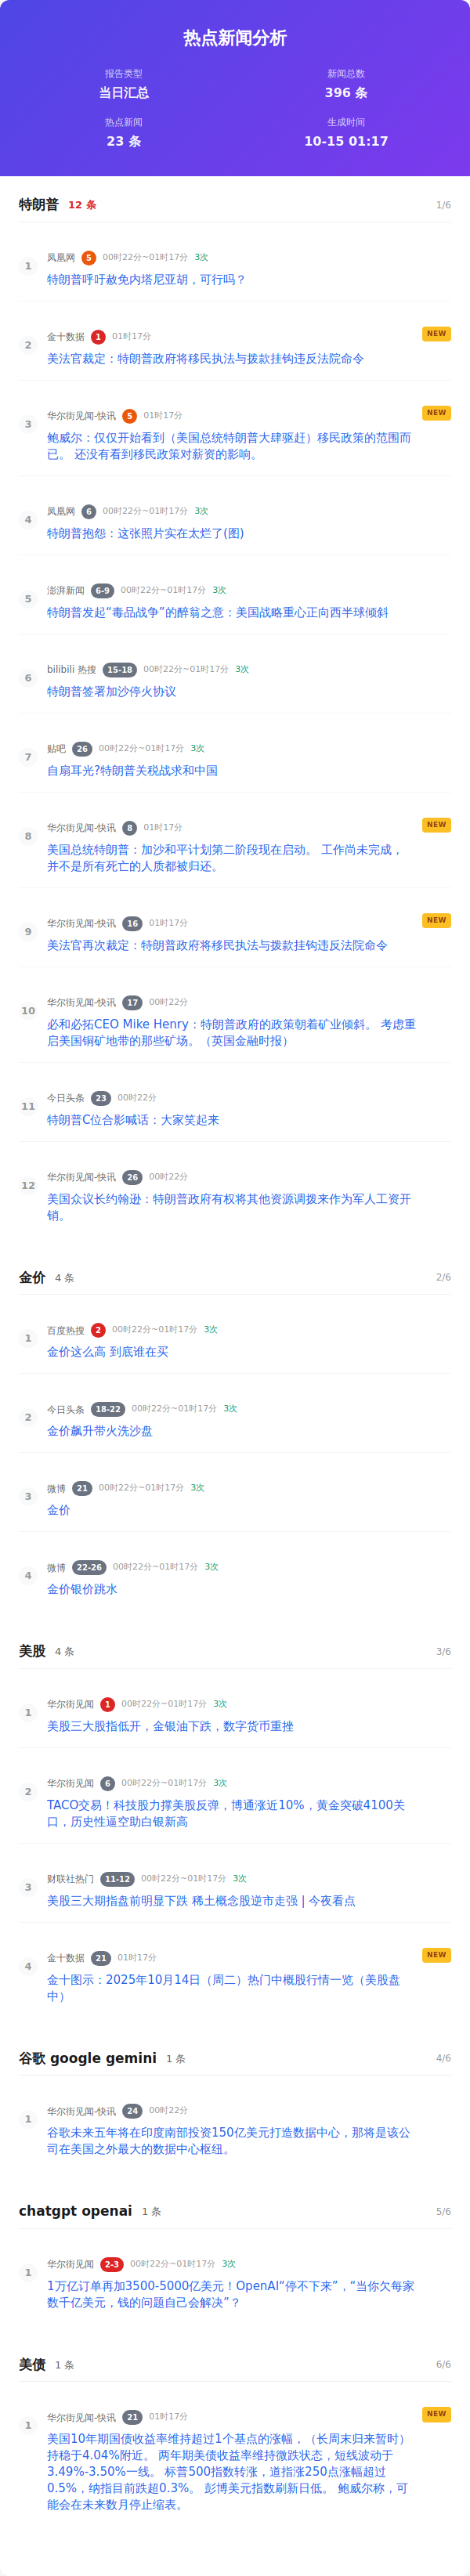 热点新闻分析
报告类型
新闻总数
当日汇总
396 条
热点新闻
生成时间
23 条
10-15 01:17
特朗普 12 条 1/6
1 凤凰网 5 00时22分~01时17分 3次
特朗普呼吁赦免内塔尼亚胡，可行吗？
2 金十数据 1 01时17分 NEW
美法官裁定：特朗普政府将移民执法与拨款挂钩违反法院命令
3 华尔街见闻-快讯 5 01时17分 NEW
鲍威尔：仅仅开始看到（美国总统特朗普大肆驱赶）移民政策的范围而
已。 还没有看到移民政策对薪资的影响。
4 凤凰网 6 00时22分~01时17分 3次
特朗普抱怨：这张照片实在太烂了(图)
5 澎湃新闻 6-9 00时22分~01时17分 3次
特朗普发起“毒品战争”的醉翁之意：美国战略重心正向西半球倾斜
6 bilibili 热搜 15-18 00时22分~01时17分 3次
特朗普签署加沙停火协议
7 贴吧 26 00时22分~01时17分 3次
自扇耳光?特朗普关税战求和中国
8 华尔街见闻-快讯 8 01时17分 NEW
美国总统特朗普：加沙和平计划第二阶段现在启动。 工作尚未完成，
并不是所有死亡的人质都被归还。
9 华尔街见闻-快讯 16 01时17分 NEW
美法官再次裁定：特朗普政府将移民执法与拨款挂钩违反法院命令
10 华尔街见闻-快讯 17 00时22分
必和必拓CEO Mike Henry：特朗普政府的政策朝着矿业倾斜。 考虑重
启美国铜矿地带的那些矿场。（英国金融时报）
11 今日头条 23 00时22分
特朗普C位合影喊话：大家笑起来
12 华尔街见闻-快讯 26 00时22分
美国众议长约翰逊：特朗普政府有权将其他资源调拨来作为军人工资开
销。
金价 4 条 2/6
1 百度热搜 2 00时22分~01时17分 3次
金价这么高 到底谁在买
2 今日头条 18-22 00时22分~01时17分 3次
金价飙升带火洗沙盘
3 微博 21 00时22分~01时17分 3次
金价
4 微博 22-26 00时22分~01时17分 3次
金价银价跳水
美股 4 条 3/6
1 华尔街见闻 1 00时22分~01时17分 3次
美股三大股指低开，金银油下跌，数字货币重挫
2 华尔街见闻 6 00时22分~01时17分 3次
TACO交易！科技股力撑美股反弹，博通涨近10%，黄金突破4100关
口，历史性逼空助白银新高
3 财联社热门 11-12 00时22分~01时17分 3次
美股三大期指盘前明显下跌 稀土概念股逆市走强 | 今夜看点
4 金十数据 21 01时17分 NEW
金十图示：2025年10月14日（周二）热门中概股行情一览（美股盘
中）
谷歌 google gemini 1 条 4/6
1 华尔街见闻-快讯 24 00时22分
谷歌未来五年将在印度南部投资150亿美元打造数据中心，那将是该公
司在美国之外最大的数据中心枢纽。
chatgpt openai 1 条 5/6
1 华尔街见闻 2-3 00时22分~01时17分 3次
1万亿订单再加3500-5000亿美元！OpenAI“停不下来”，“当你欠每家
数千亿美元，钱的问题自己会解决”？
美债 1 条 6/6
1 华尔街见闻-快讯 21 01时17分 NEW
美国10年期国债收益率维持超过1个基点的涨幅，（长周末归来暂时）
持稳于4.04%附近。 两年期美债收益率维持微跌状态，短线波动于
3.49%-3.50%一线。 标普500指数转涨，道指涨250点涨幅超过
0.5%，纳指目前跌超0.3%。 彭博美元指数刷新日低。 鲍威尔称，可
能会在未来数月停止缩表。